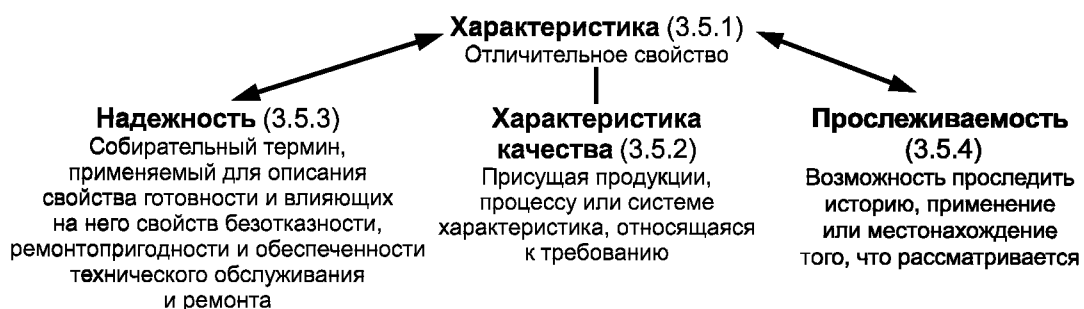 Характеристика (3.5.1)
Отличительное свойство
Надежность (3.5.3)
Собирательный термин,
применяемый для описания
свойства готовности и влияющих
на него свойств безотказности,
ремонтопригодности и обеспеченности
технического обслуживания
и ремонта
Характеристика
качества (3.5.2)
Присущая продукции,
процессу или системе
характеристика, относящаяся
к требованию
Прослеживаемость
(3.5.4)
Возможность проследить
историю, применение
или местонахождение
того, что рассматривается